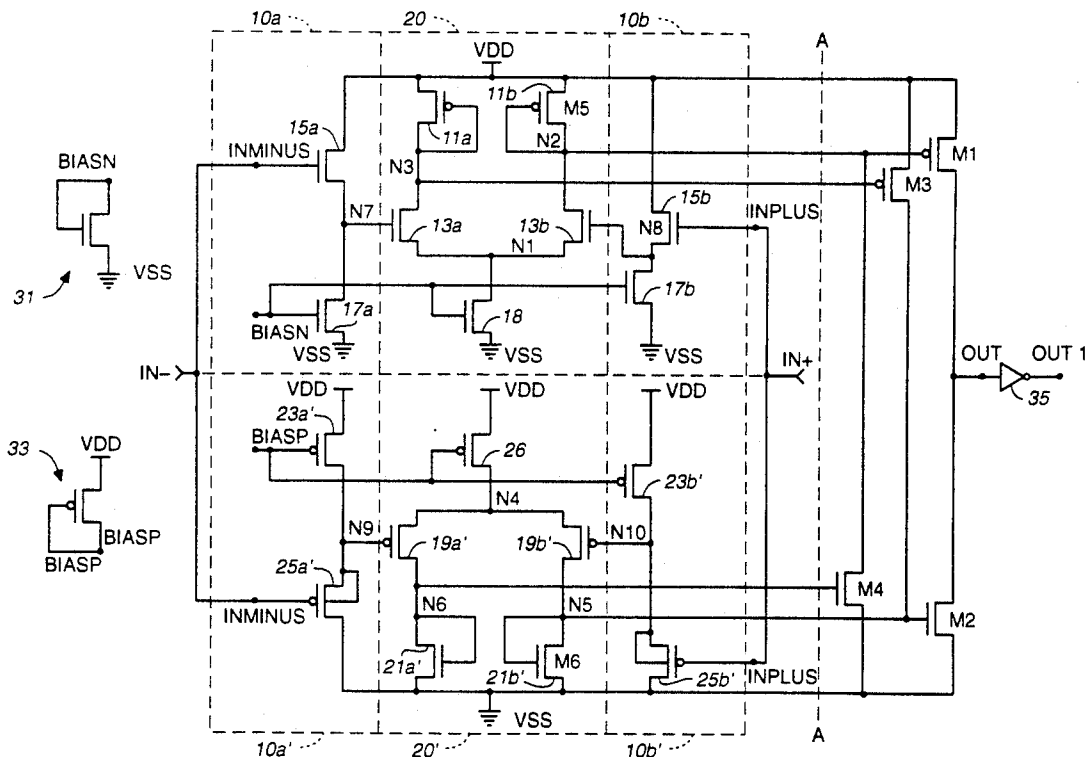 10a 20 10b
A
VDD
11b
M5
15a
11a
INMINUS
BIASN
N3
N2
M1
M3
15b
INPLUS
N7
13a
13b
N8
N1
VSS
31
17b
BIASN
17a
18
VSS
VSS
VSS
IN+
OUT
OUT 1
IN−
35
VDD
VDD
VDD
23a'
BIASP
33
VDD
26
23b'
N4
N9
N10
BIASP
19a'
19b'
BIASP
25a'
M4
INMINUS
N6
N5
M2
21a'
M6
21b'
25b'
INPLUS
VSS
10a' 20' 10b'
A